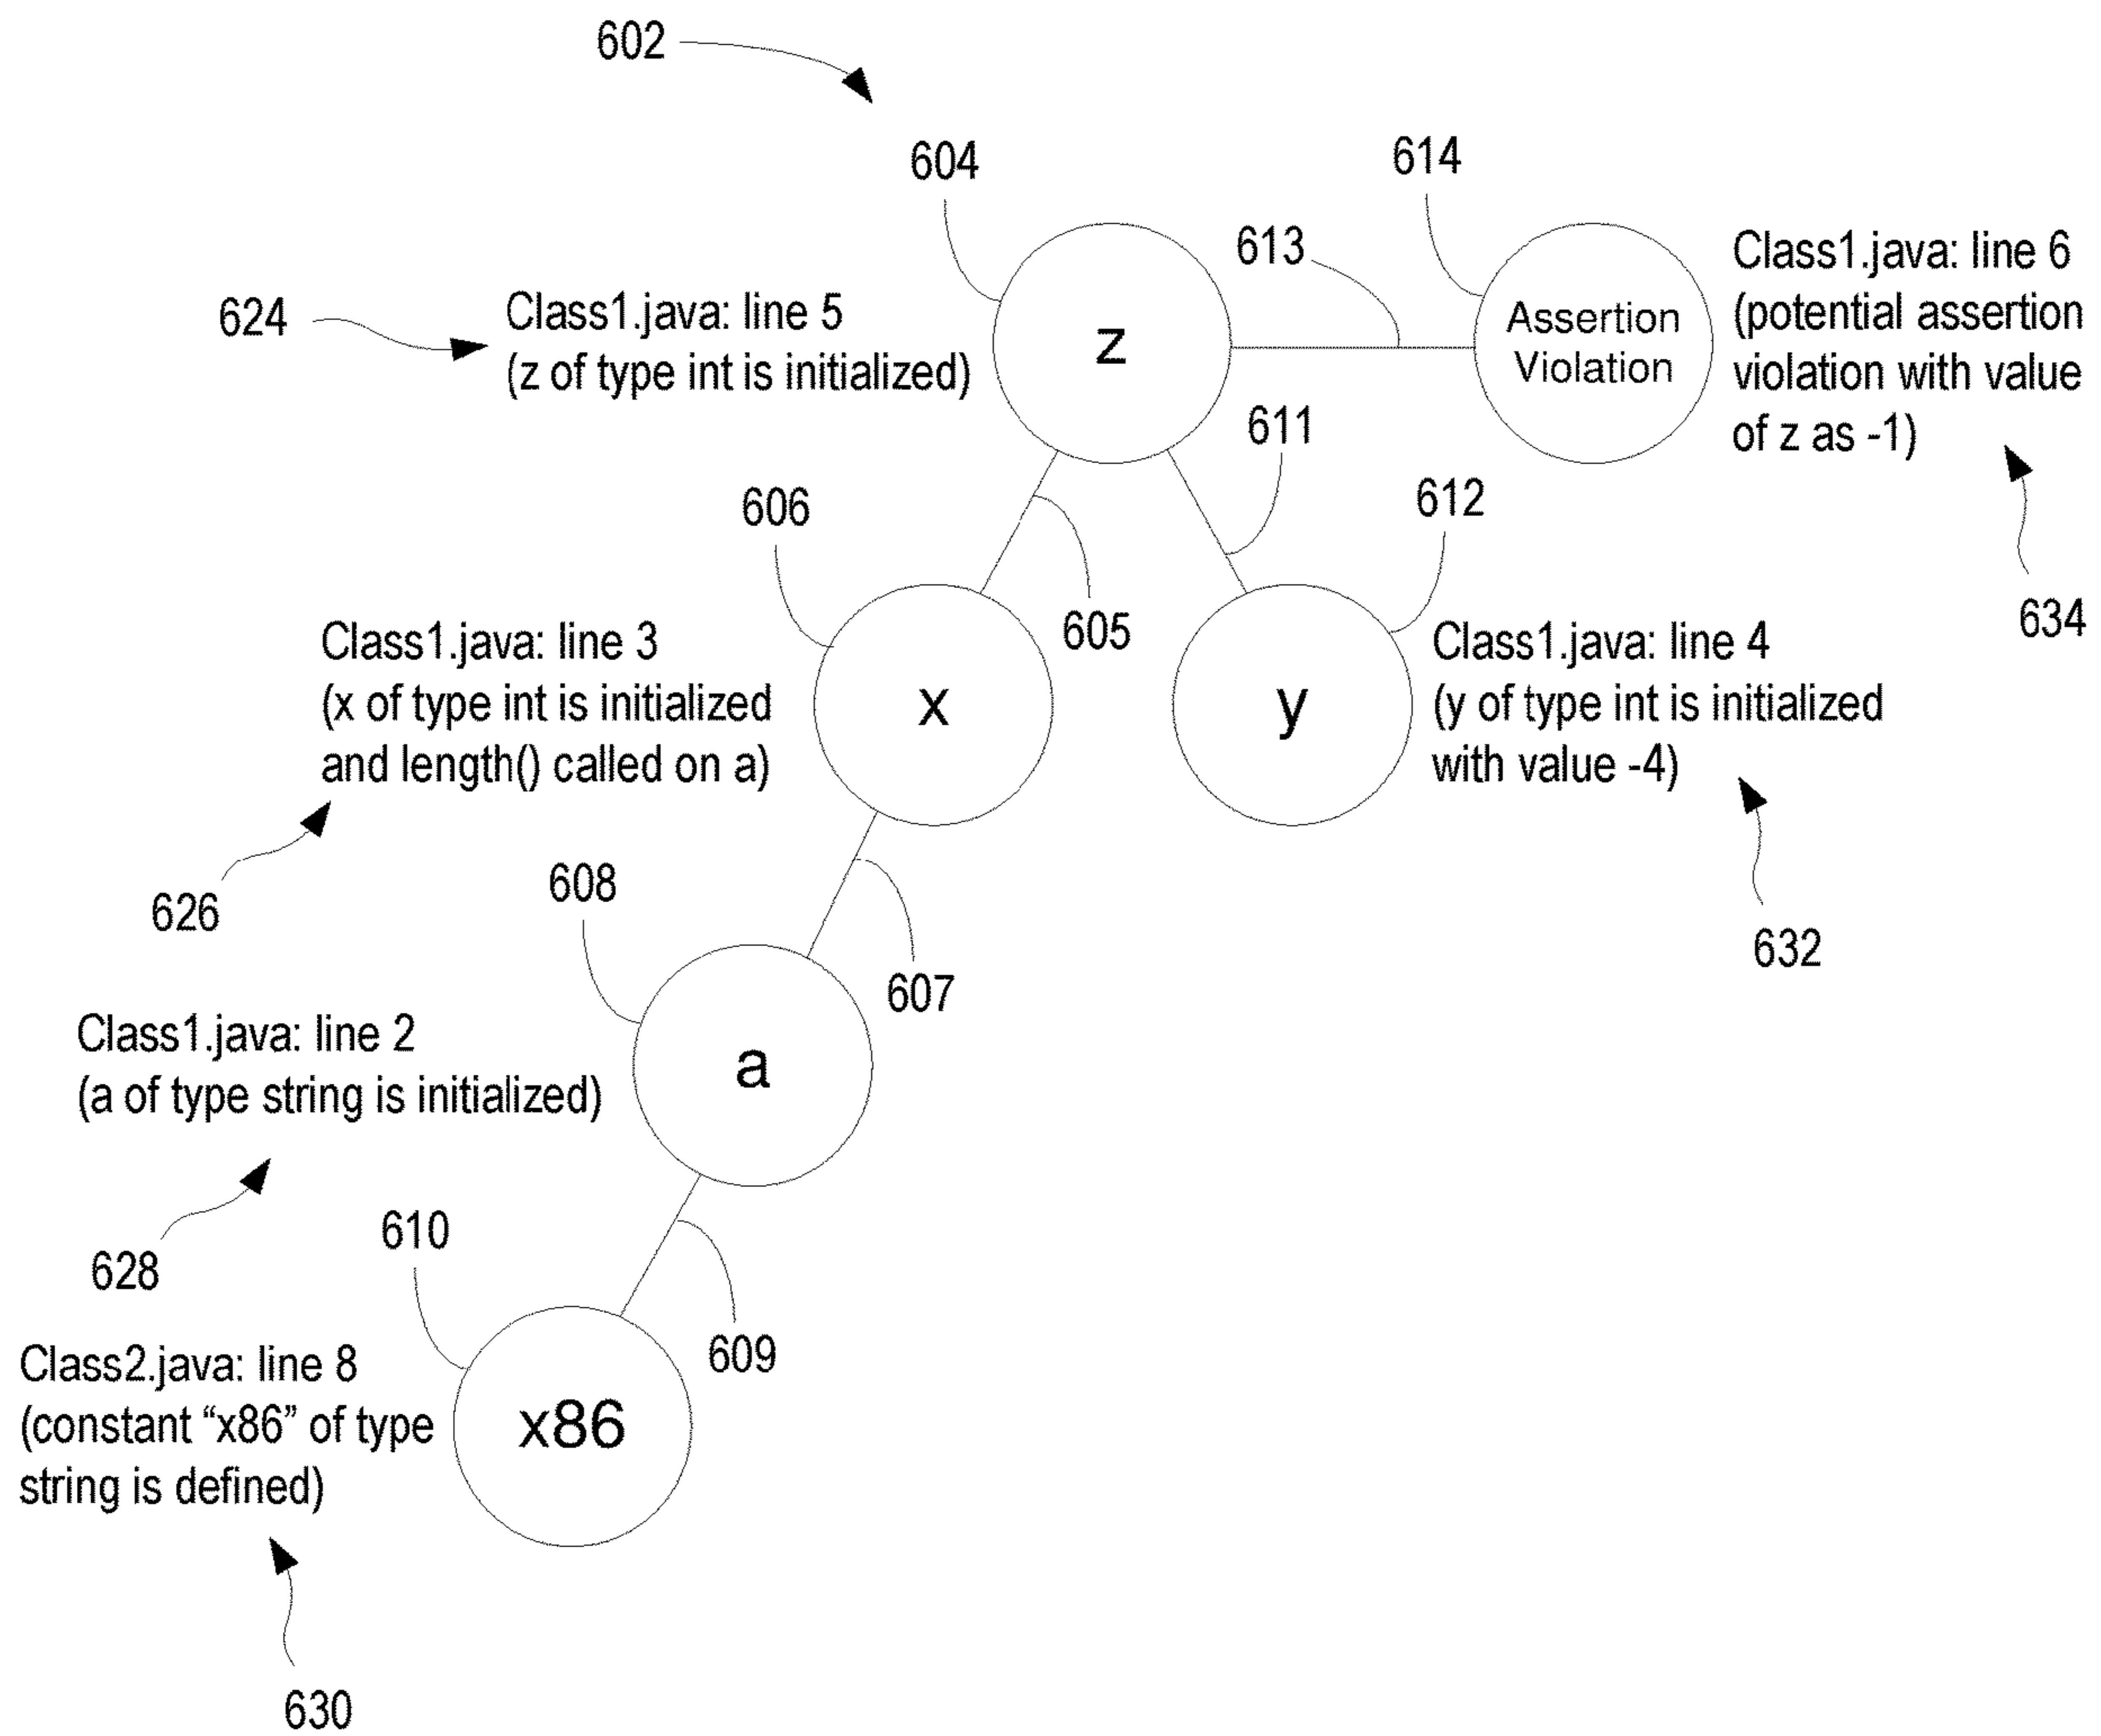 602
604
614
613
Class1.java: line 6
(potential assertion
violation with value
of z as -1)
624
Class1.java: line 5
(z of type int is initialized)
z
Assertion
Violation
611
606
612
605
634
Class1.java: line 3
(x of type int is initialized
and length() called on a)
x
y
Class1.java: line 4
(y of type int is initialized
with value -4)
626
608
607
632
Class1.java: line 2
(a of type string is initialized)
a
628
610
609
Class2.java: line 8
(constant “x86” of type
string is defined)
x86
630